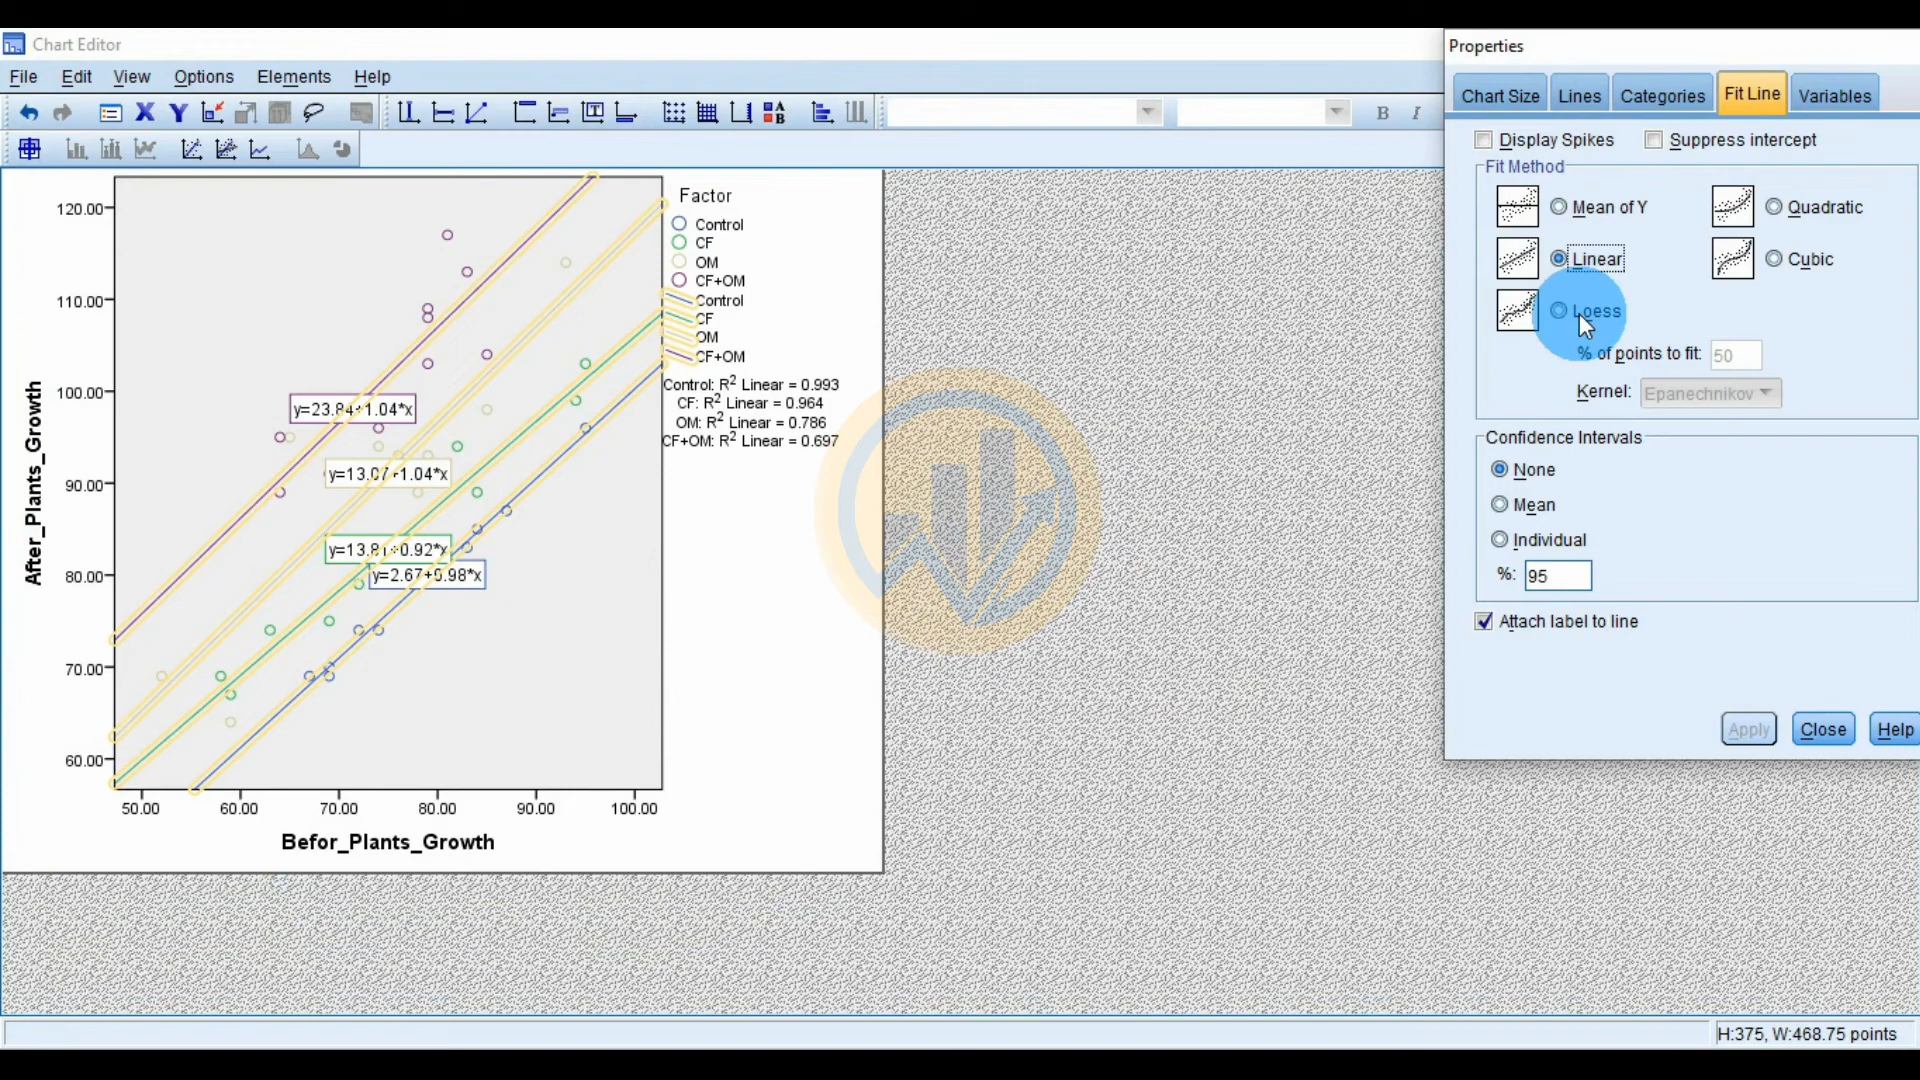 Chart Editor
File Edit View Options Elements Help
B I
Factor
Control
CF
OM
CF+OM
Control
CF
OM
CF+OM
Control: R2 Linear = 0.993
CF: R2 Linear = 0.964
OM: R2 Linear = 0.786
CF+OM: R2 Linear = 0.697
120.00
110.00
100.00
90.00
80.00
70.00
60.00
After_Plants_Growth
y=23.84+1.04*x
y=13.07+1.04*x
y=13.81+0.92*x
y=2.67+0.98*x
50.00 60.00 70.00 80.00 90.00 100.00
Befor_Plants_Growth
Properties
Chart Size Lines Categories Fit Line Variables
Display Spikes Suppress intercept
Fit Method
Mean of Y Quadratic
Linear Cubic
Loess
% of points to fit: 50
Kernel: Epanechnikov
Confidence Intervals
None
Mean
Individual
%: 95
Attach label to line
Apply Close Help
H:375, W:468.75 points